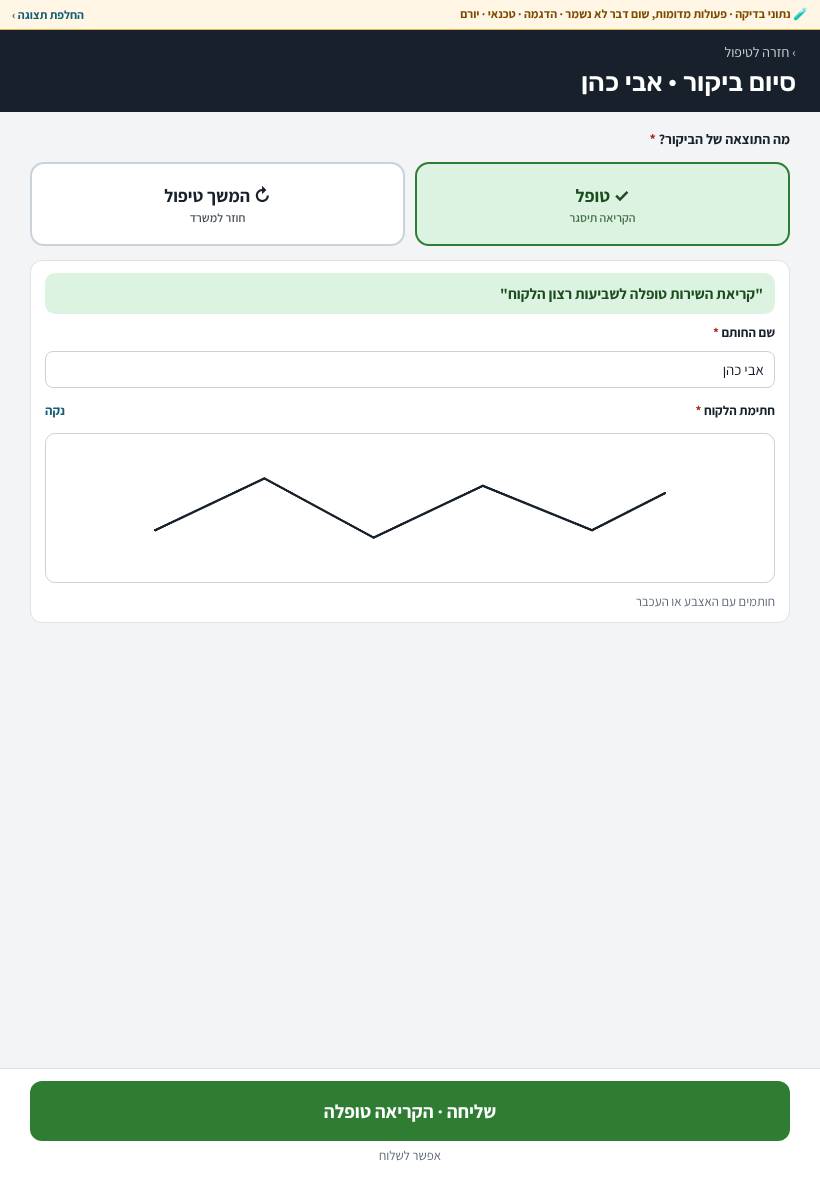 🧪 נתוני בדיקה · פעולות מדומות, שום דבר לא נשמר · הדגמה · טכנאי · יורם
החלפת תצוגה ›
› חזרה לטיפול
סיום ביקור • אבי כהן
מה התוצאה של הביקור? *
✓ טופל
הקריאה תיסגר
↻ המשך טיפול
חוזר למשרד
"קריאת השירות טופלה לשביעות רצון הלקוח"
שם החותם *
אבי כהן
חתימת הלקוח *
נקה
חותמים עם האצבע או העכבר
שליחה · הקריאה טופלה
אפשר לשלוח